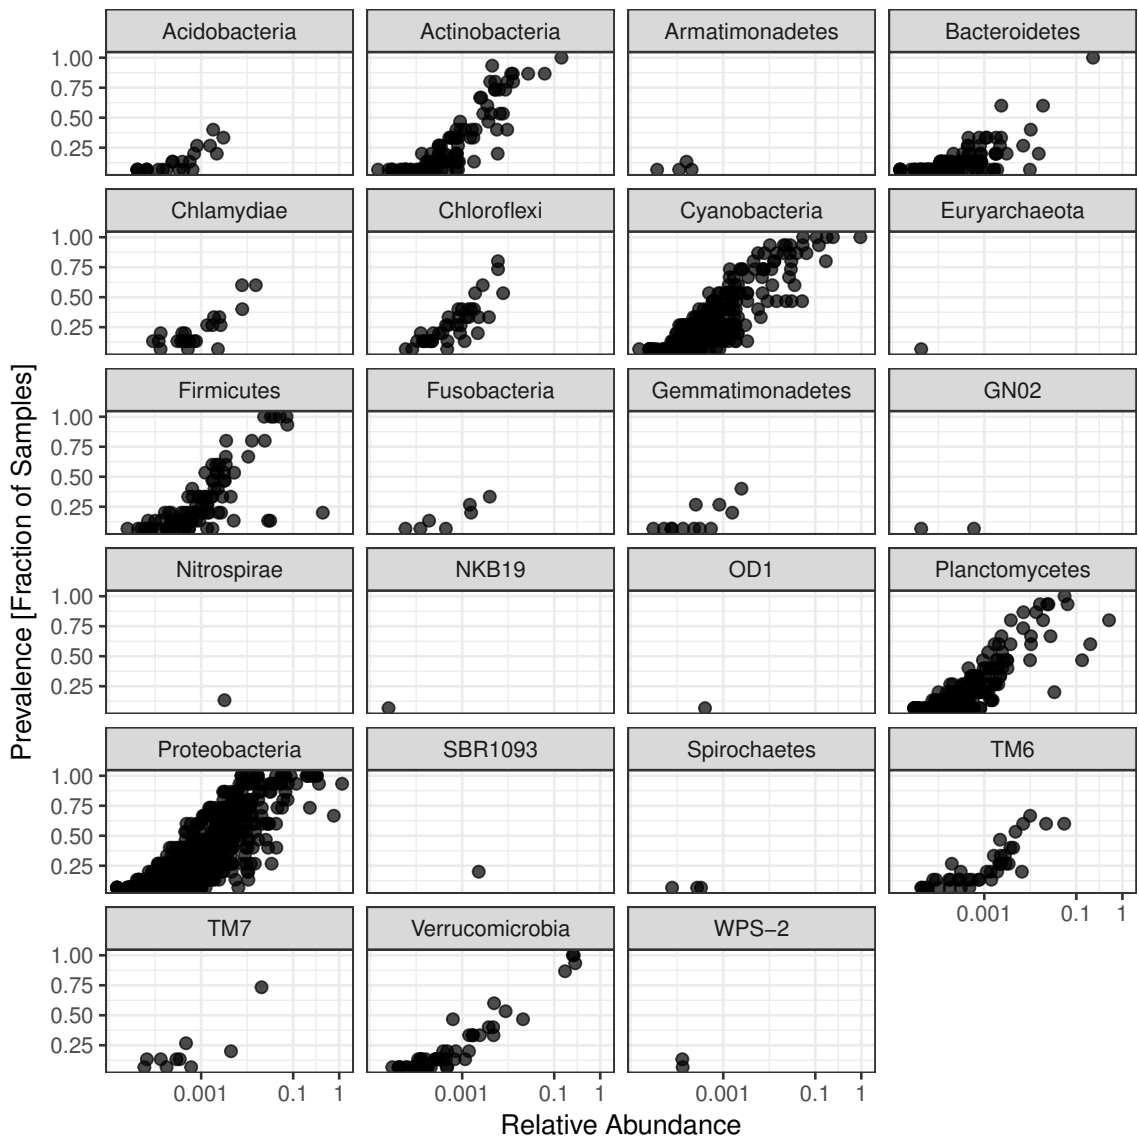 Acidobacteria Actinobacteria Armatimonadetes Bacteroidetes
1.00
0.75
0.50
0.25
Chlamydiae Chloroflexi Cyanobacteria Euryarchaeota
1.00
0.75
0.50
0.25
Firmicutes Fusobacteria Gemmatimonadetes GN02
1.00
0.75
0.50
0.25
Nitrospirae NKB19 OD1 Planctomycetes
1.00
0.75
0.50
0.25
Proteobacteria SBR1093 Spirochaetes TM6
1.00
0.75
0.50
0.25
0.001 0.1 1
TM7 Verrucomicrobia WPS−2
1.00
0.75
0.50
0.25
0.001 0.1 1 0.001 0.1 1 0.001 0.1 1
Relative Abundance
Prevalence [Fraction of Samples]